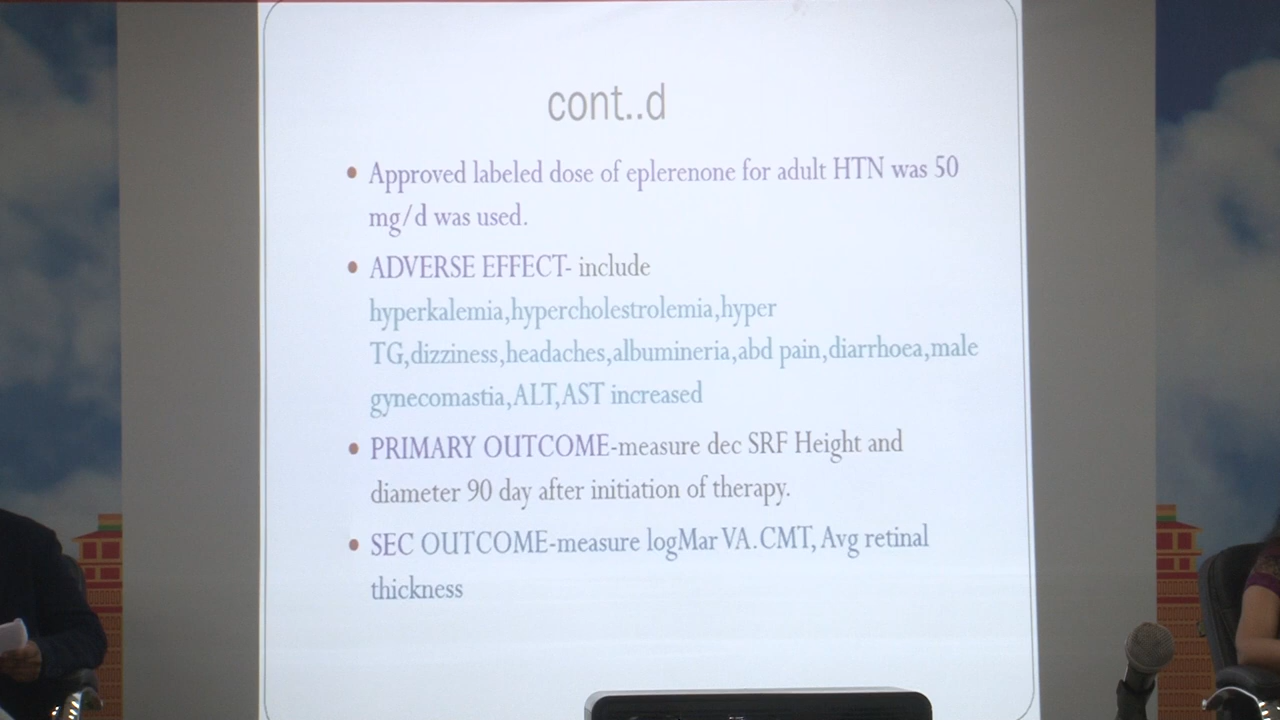 cont..d
• Approved labeled dose of eplerenone for adult HTN was 50
mg/d was used.
• ADVERSE EFFECT- include
hyperkalemia,hypercholestrolemia,hyper
TG,dizziness,headaches,albumineria,abd pain,diarrhoea,male
gynecomastia,ALT,AST increased
• PRIMARY OUTCOME-measure dec SRF Height and
diameter 90 day after initiation of therapy.
• SEC OUTCOME-measure logMar VA.CMT, Avg retinal
thickness